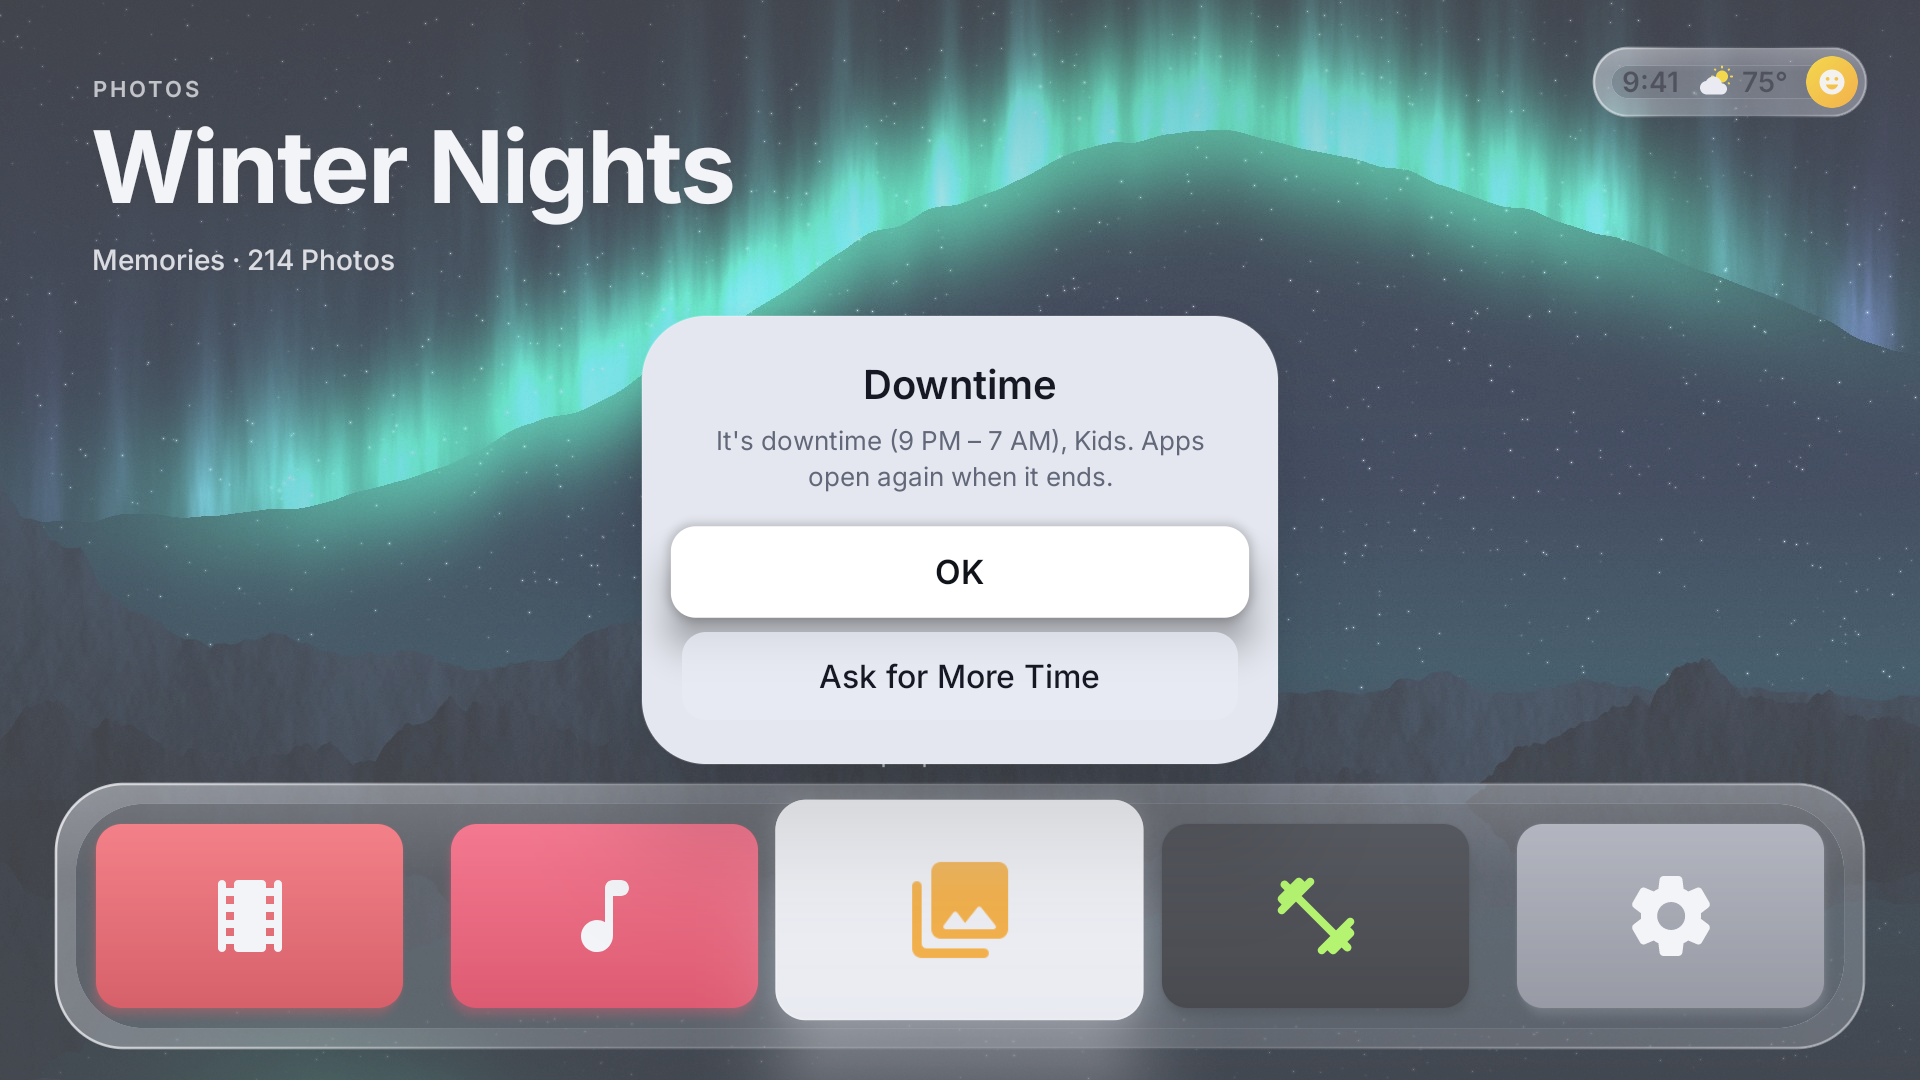 PHOTOS
Winter Nights
Memories · 214 Photos
9:41 75°
Downtime
It's downtime (9 PM – 7 AM), Kids. Apps
open again when it ends.
OK
Ask for More Time